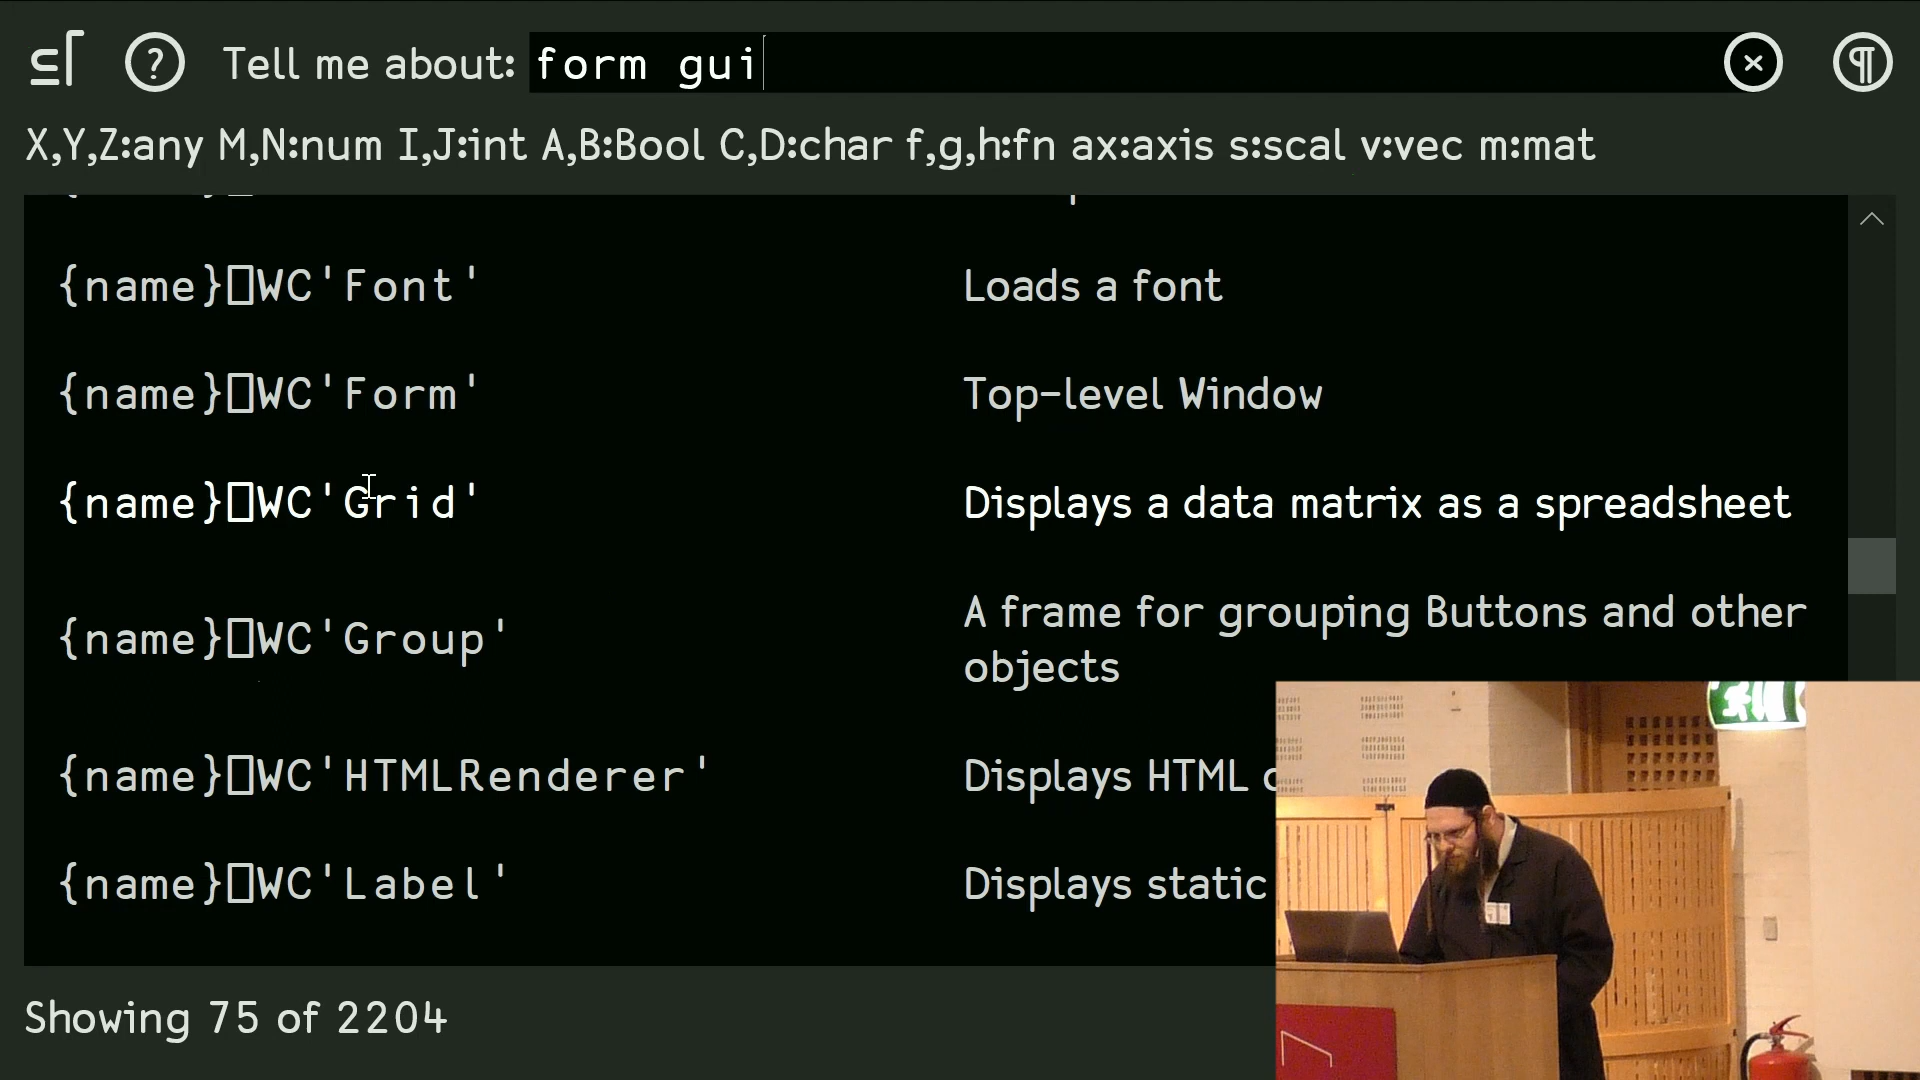 ≤⌈ ? Tell me about: form gui × ¶
X,Y,Z:any M,N:num I,J:int A,B:Bool C,D:char f,g,h:fn ax:axis s:scal v:vec m:mat
{name}⎕WC'Font' Loads a font
{name}⎕WC'Form' Top-level Window
{name}⎕WC'Grid' Displays a data matrix as a spreadsheet
{name}⎕WC'Group' A frame for grouping Buttons and other
objects
{name}⎕WC'HTMLRenderer' Displays HTML
{name}⎕WC'Label' Displays static
Showing 75 of 2204